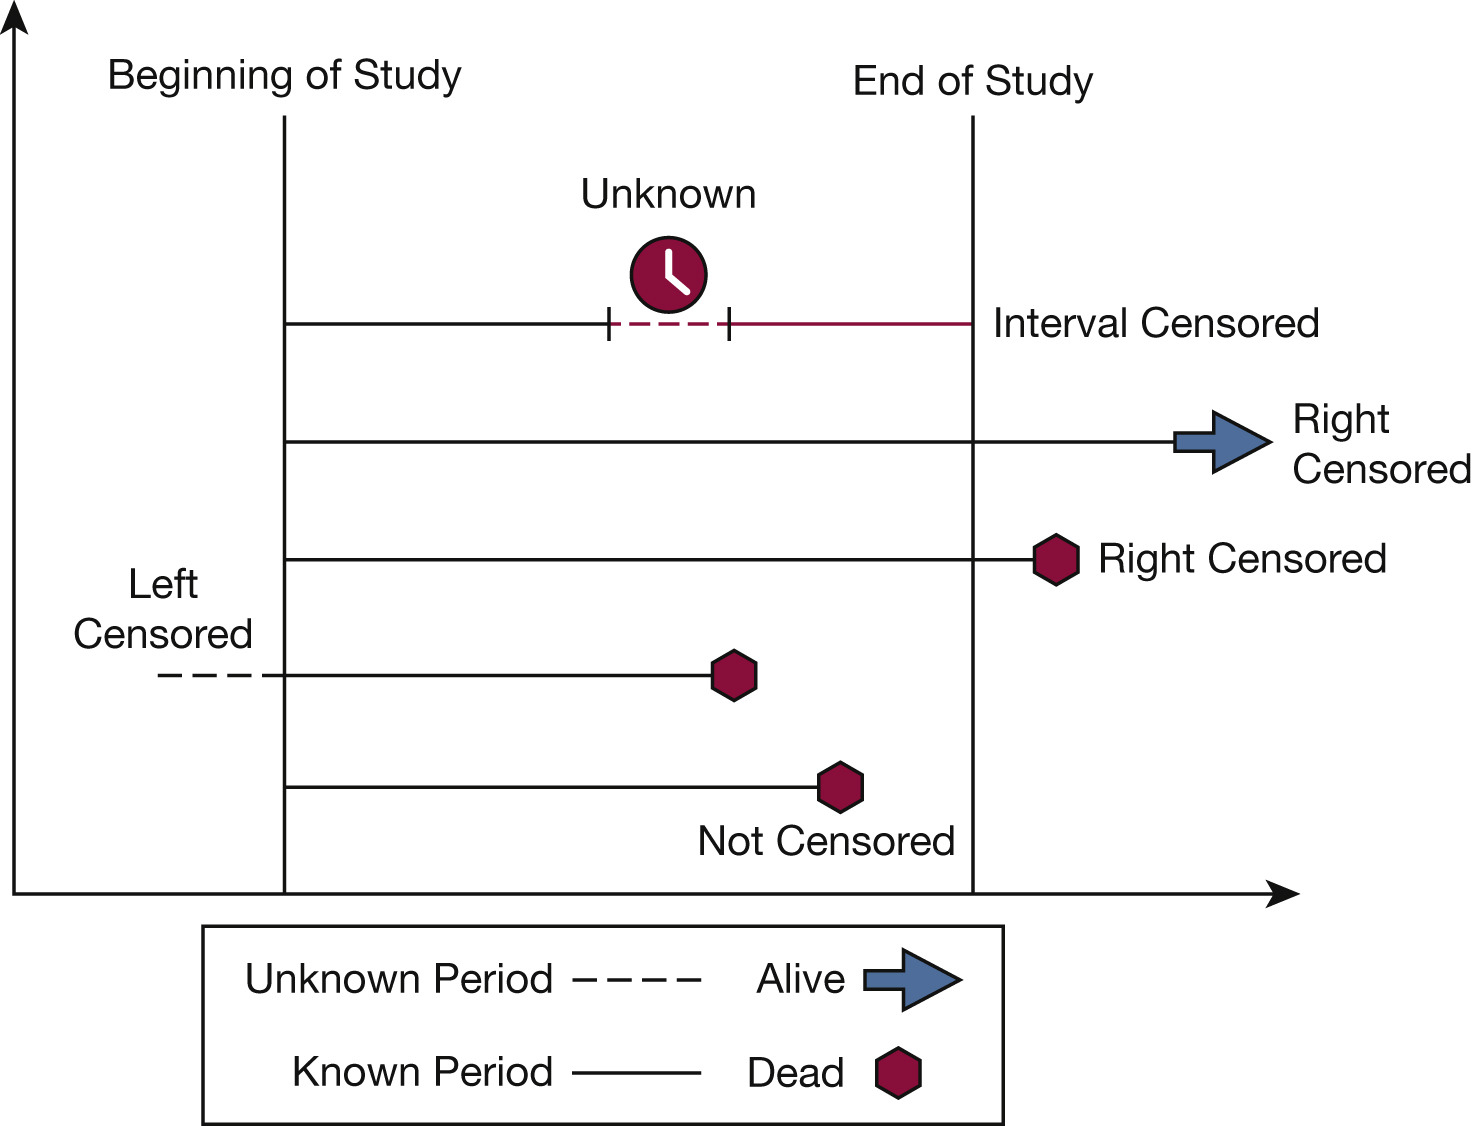 Beginning of Study
End of Study
Unknown
Interval Censored
Right
Censored
Right Censored
Left
Censored
Not Censored
Unknown Period
Alive
Known Period
Dead